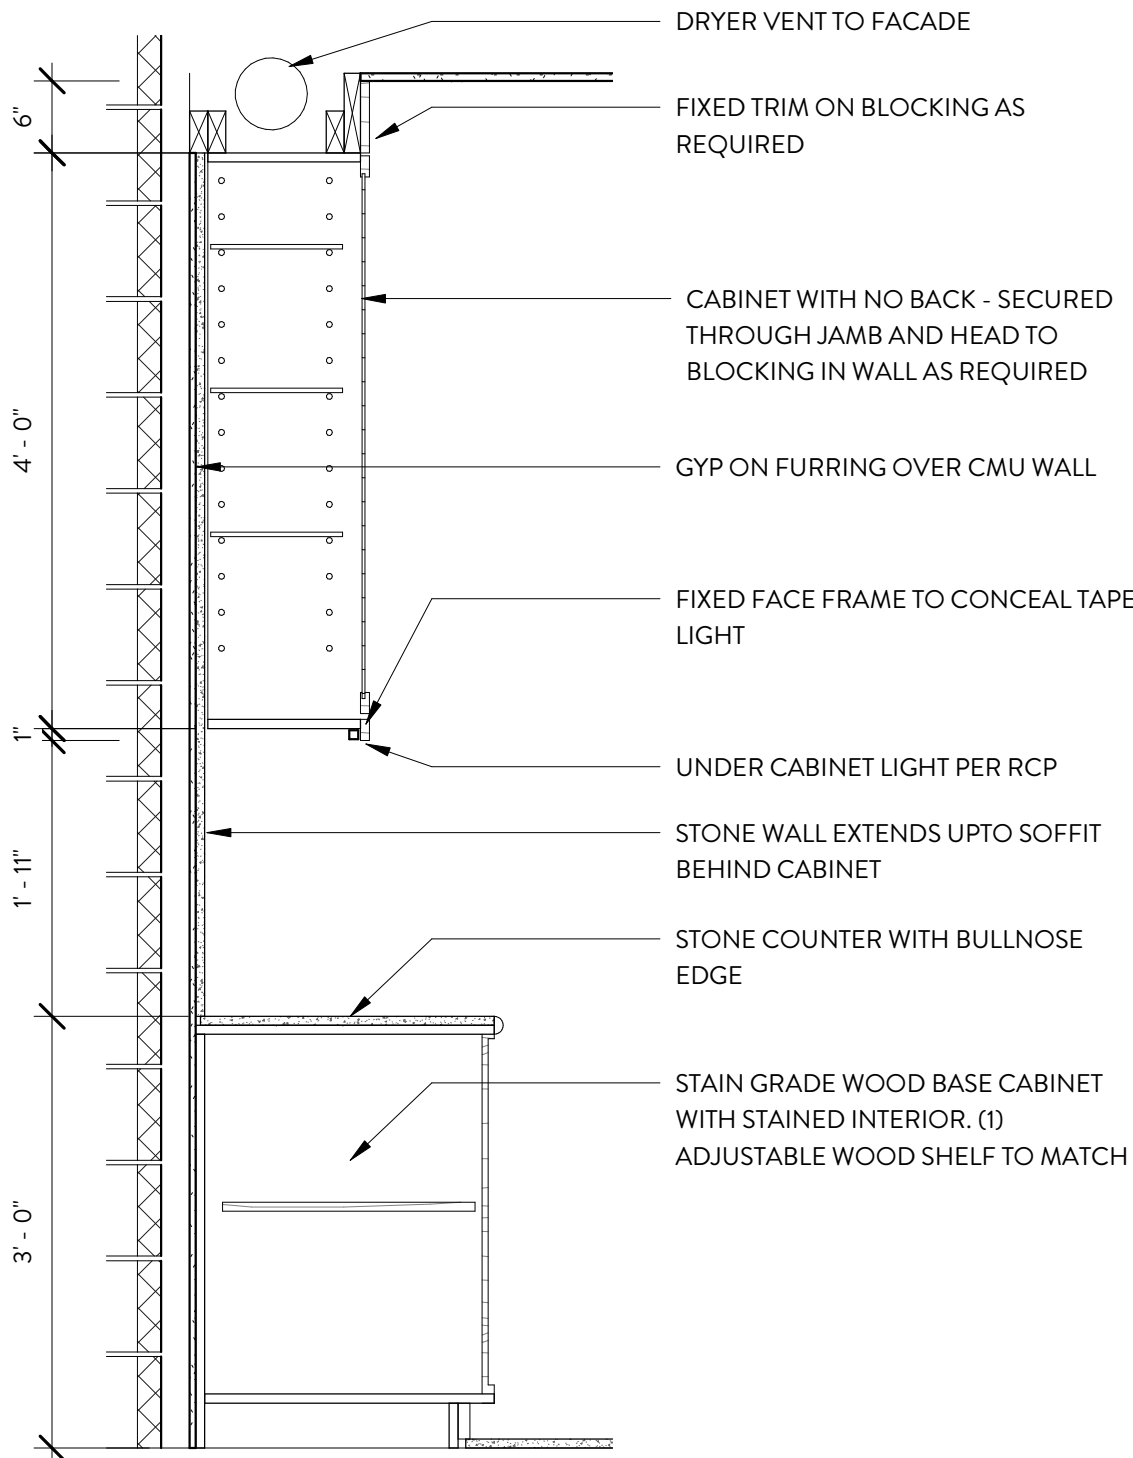 DRYER VENT TO FACADE
6"
FIXED TRIM ON BLOCKING AS
REQUIRED
CABINET WITH NO BACK - SECURED
THROUGH JAMB AND HEAD TO
BLOCKING IN WALL AS REQUIRED
4' - 0"
GYP ON FURRING OVER CMU WALL
FIXED FACE FRAME TO CONCEAL TAPE
LIGHT
1"
UNDER CABINET LIGHT PER RCP
STONE WALL EXTENDS UPTO SOFFIT
BEHIND CABINET
1' - 11"
STONE COUNTER WITH BULLNOSE
EDGE
STAIN GRADE WOOD BASE CABINET
WITH STAINED INTERIOR. (1)
ADJUSTABLE WOOD SHELF TO MATCH
3' - 0"